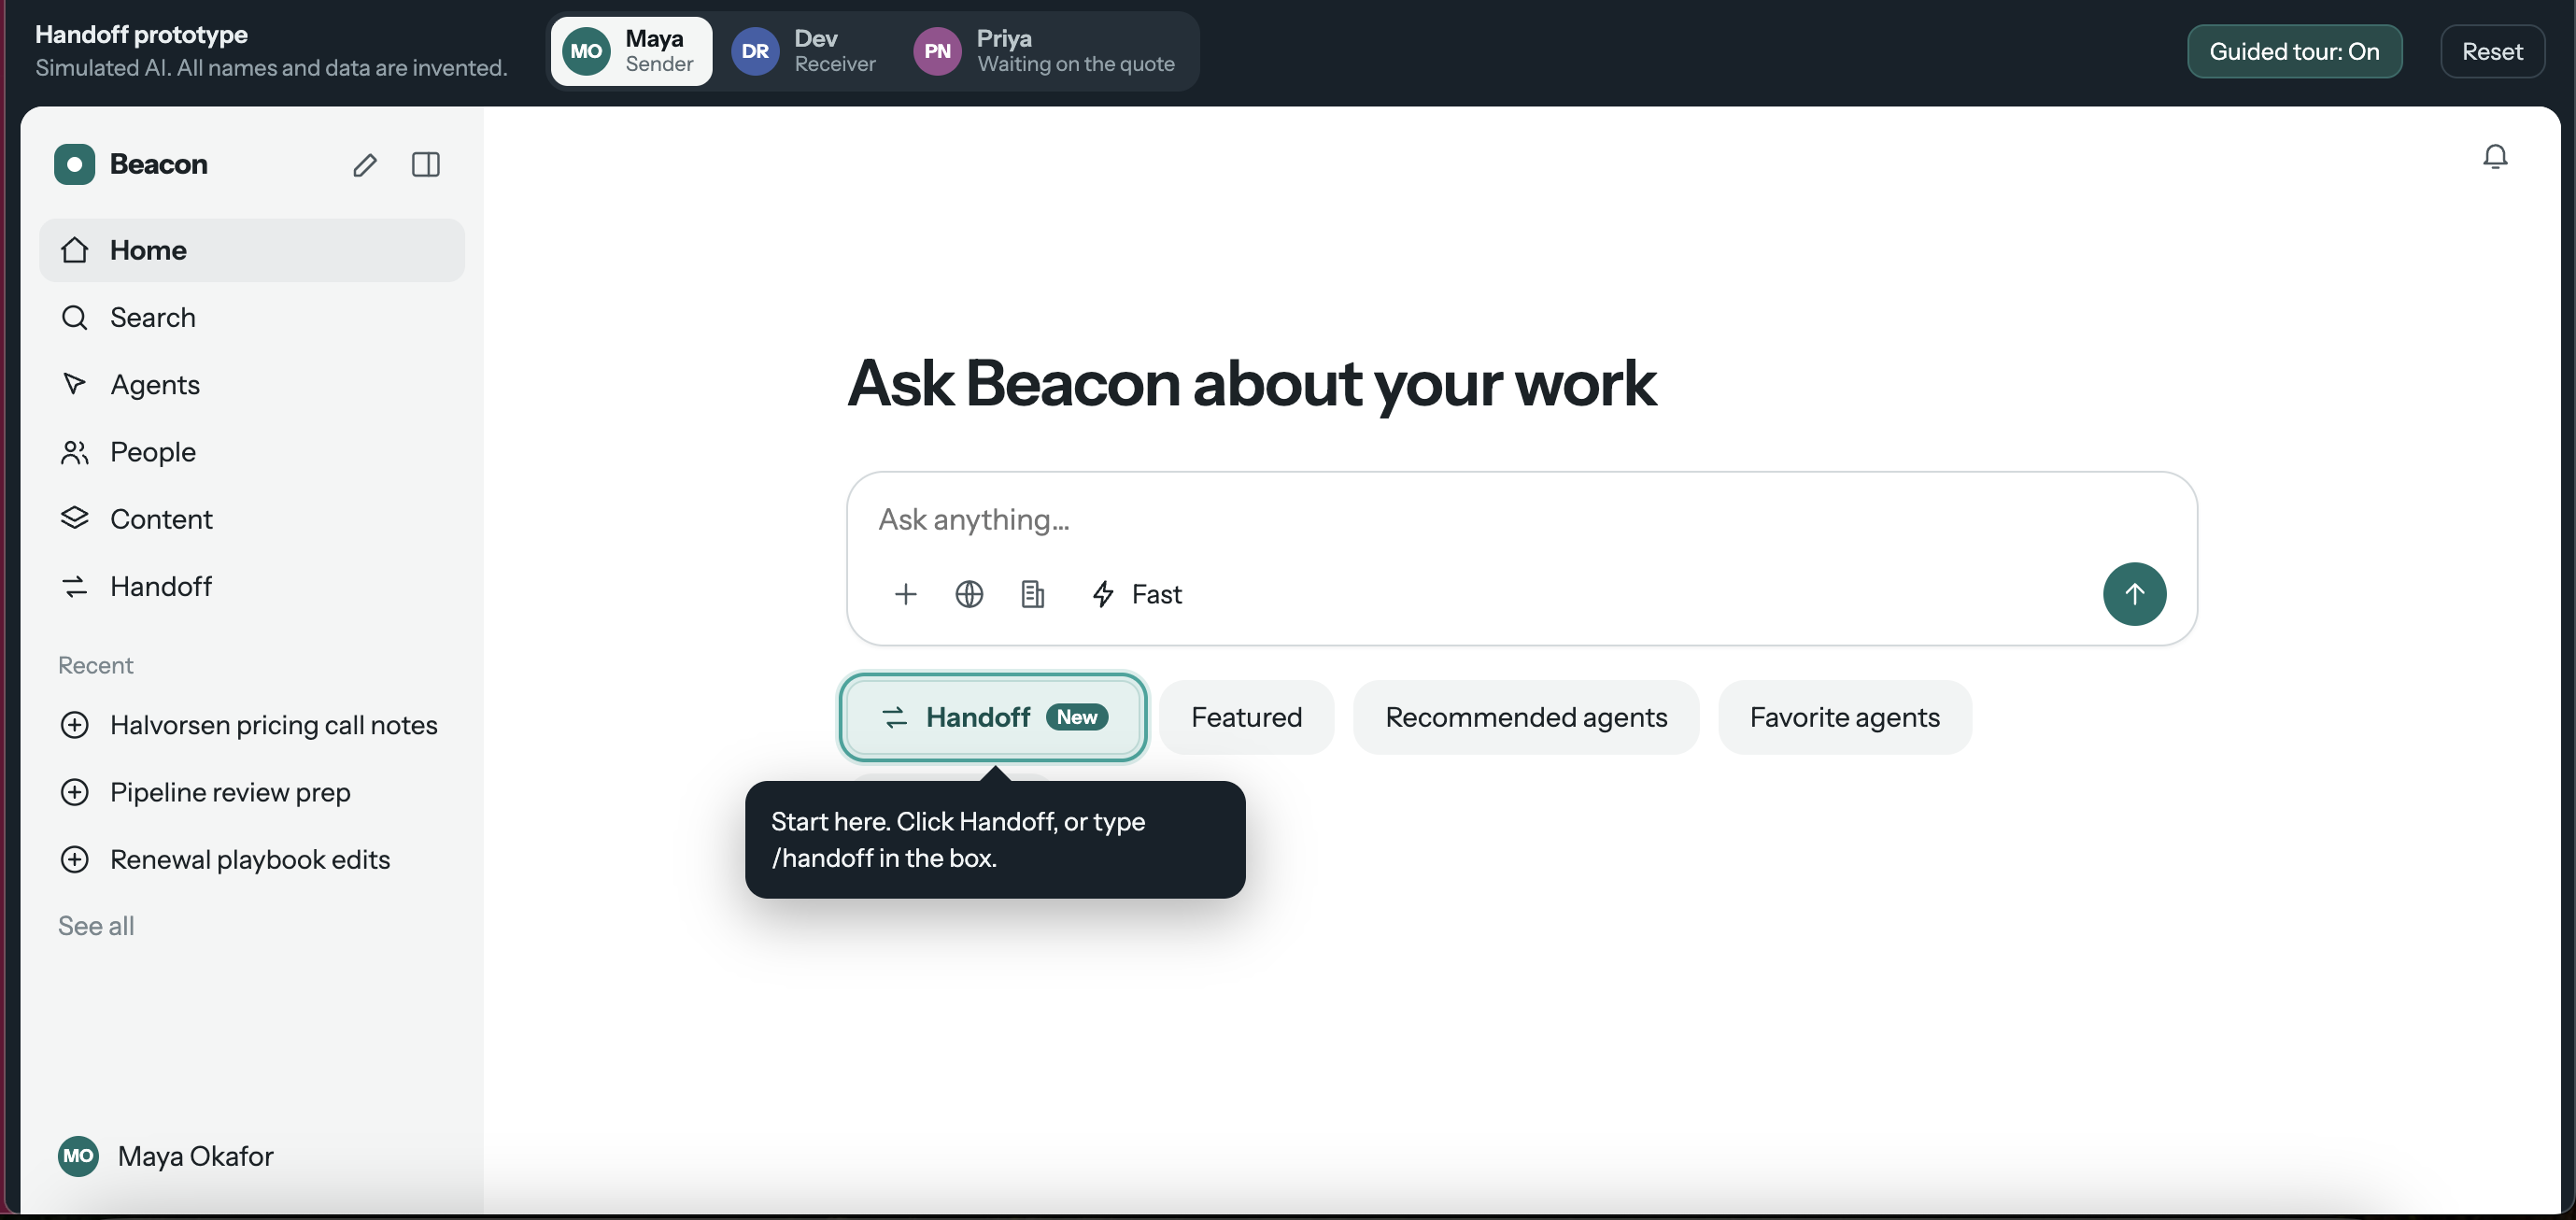 Handoff prototype
Simulated AI. All names and data are invented.
MO
Maya
Sender
DR
Dev
Receiver
PN
Priya
Waiting on the quote
Guided tour: On
Reset
Beacon
Home
Search
Agents
People
Content
Handoff
Recent
Halvorsen pricing call notes
Pipeline review prep
Renewal playbook edits
See all
MO
Maya Okafor
Ask Beacon about your work
Ask anything...
Fast
Handoff New
Featured
Recommended agents
Favorite agents
Start here. Click Handoff, or type
/handoff in the box.